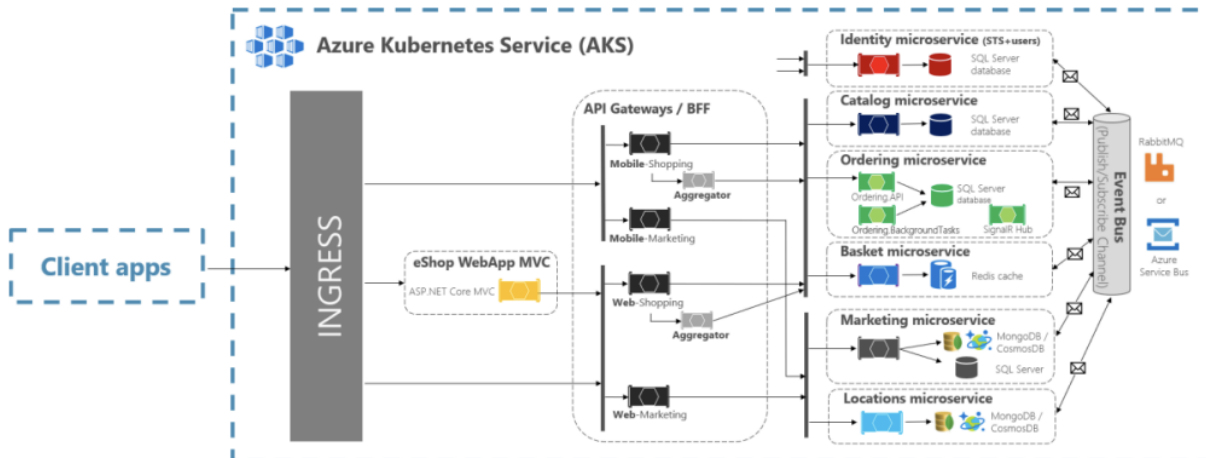 Azure Kubernetes Service (AKS)
Client apps
INGRESS
eShop WebApp MVC
ASP.NET Core MVC
API Gateways / BFF
Mobile-Shopping
Aggregator
Mobile-Marketing
Web-Shopping
Aggregator
Web-Marketing
Identity microservice (STS+users)
SQL Server
database
Catalog microservice
SQL Server
database
Ordering microservice
Ordering.API
SQL Server
database
Ordering.BackgroundTasks
SignalR Hub
Basket microservice
Redis cache
Marketing microservice
MongoDB /
CosmosDB
SQL Server
Locations microservice
MongoDB /
CosmosDB
Event Bus
(Publish/Subscribe Channel)
RabbitMQ
or
Azure
Service Bus